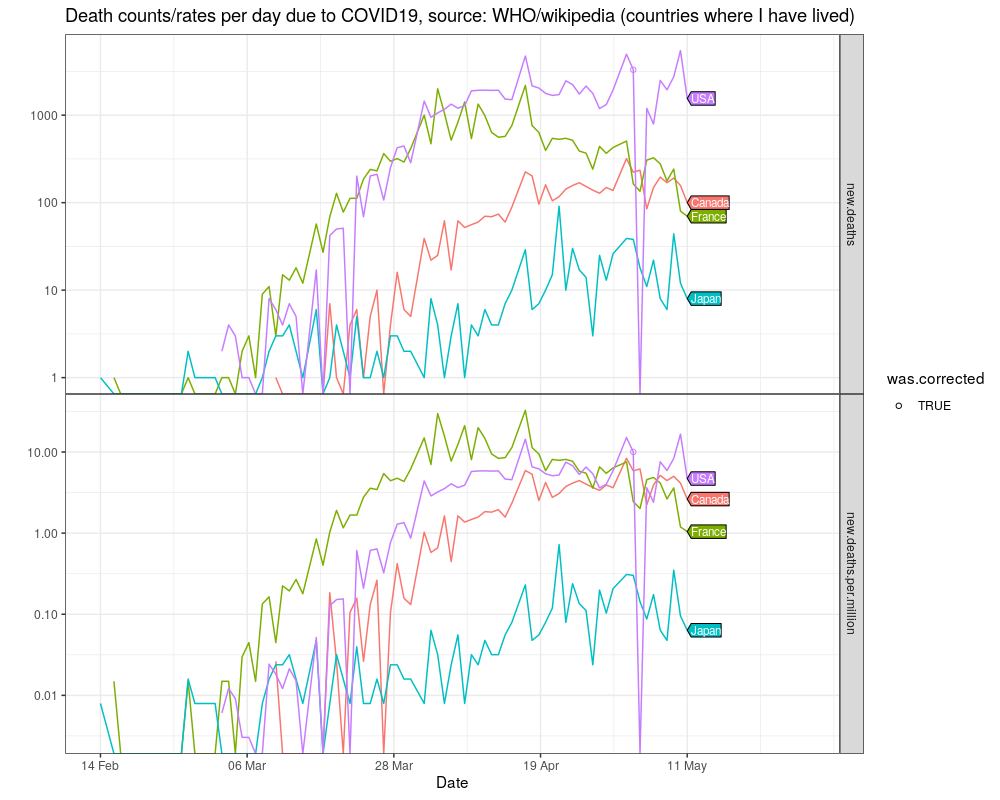 Death counts/rates per day due to COVID19, source: WHO/wikipedia (countries where I have lived)
1000
100
10
1
USA
Canada
France
Japan
new.deaths
10.00
1.00
0.10
0.01
USA
Canada
France
Japan
new.deaths.per.million
14 Feb
06 Mar
28 Mar
19 Apr
11 May
Date
was.corrected
TRUE